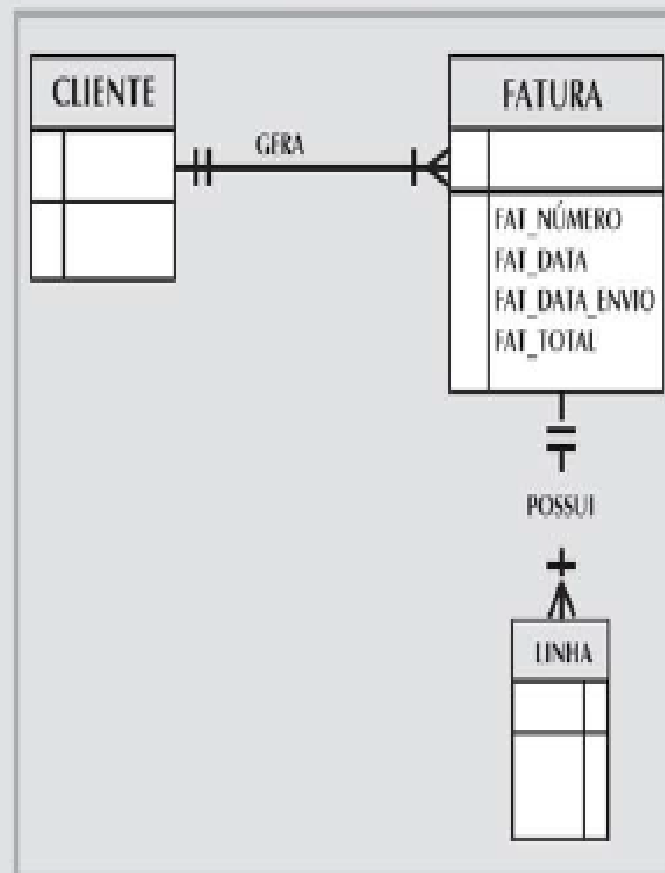 CLIENTE
FATURA
GERA
FAT_NÚMERO
FAT_DATA
FAT_DATA_ENVIO
FAT_TOTAL
POSSUI
LINHA